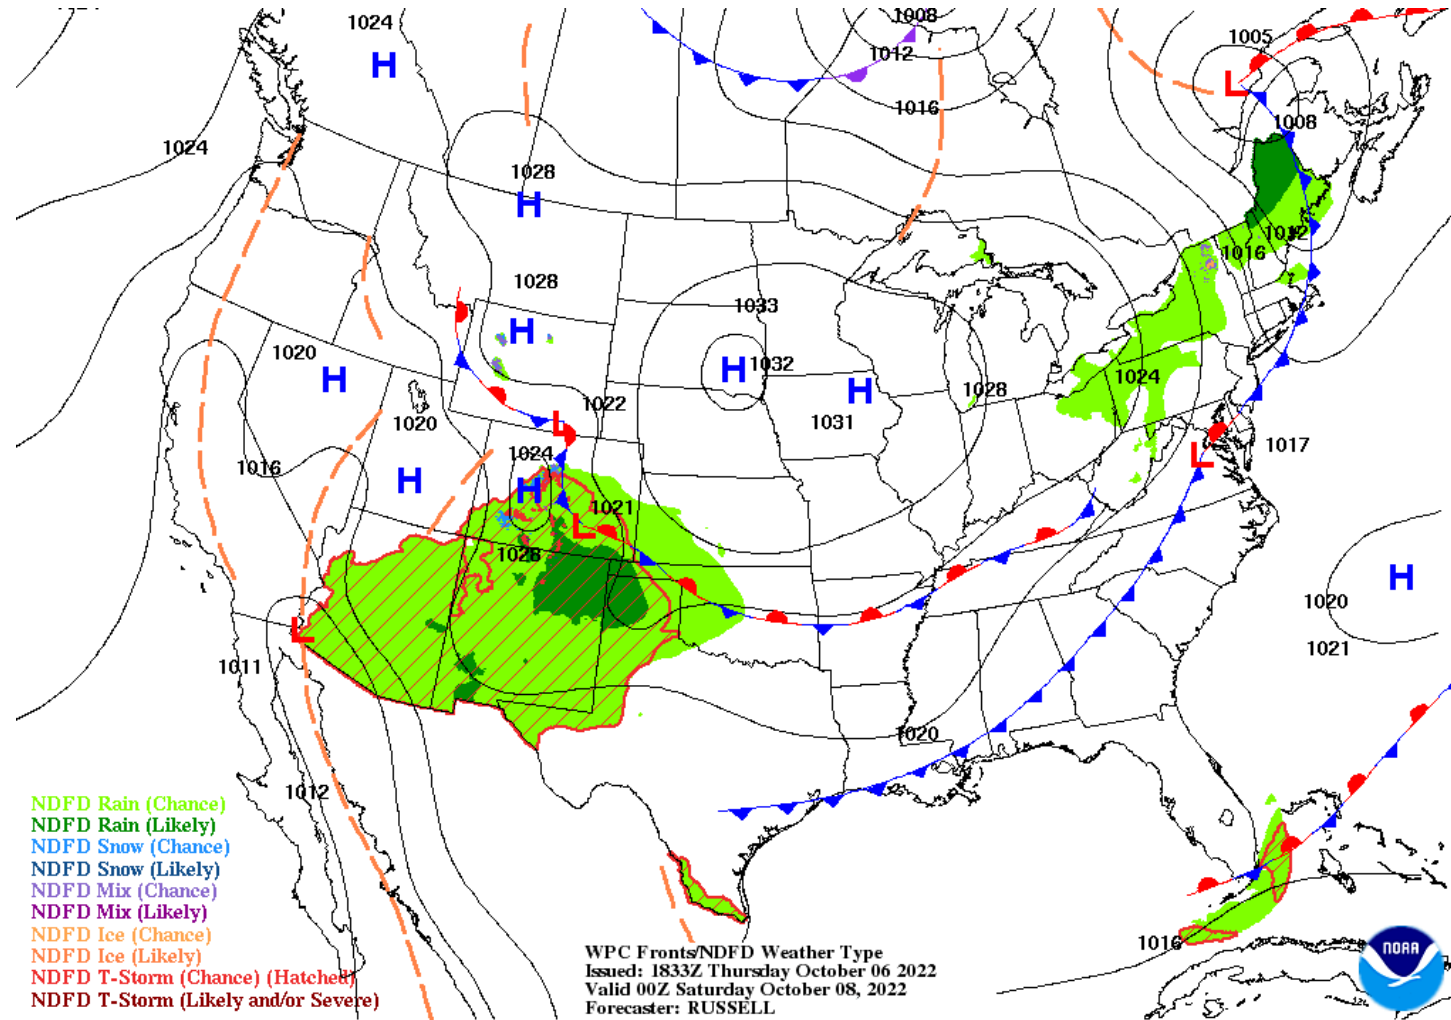 1024
1008
1005
1012
1016
1008
1024
1028
1012
1016
1028
1033
1020
1032
1028
1024
1022
1031
1020
1017
1024
1016
1021
1028
1020
1021
1011
1020
1012
1016
H
H
H
H
H
H
H
H
H
L
L
L
L
L
NDFD Rain (Chance)
NDFD Rain (Likely)
NDFD Snow (Chance)
NDFD Snow (Likely)
NDFD Mix (Chance)
NDFD Mix (Likely)
NDFD Ice (Chance)
NDFD Ice (Likely)
NDFD T-Storm (Chance) (Hatched)
NDFD T-Storm (Likely and/or Severe)
WPC Fronts/NDFD Weather Type
Issued: 1833Z Thursday October 06 2022
Valid 00Z Saturday October 08, 2022
Forecaster: RUSSELL
NOAA